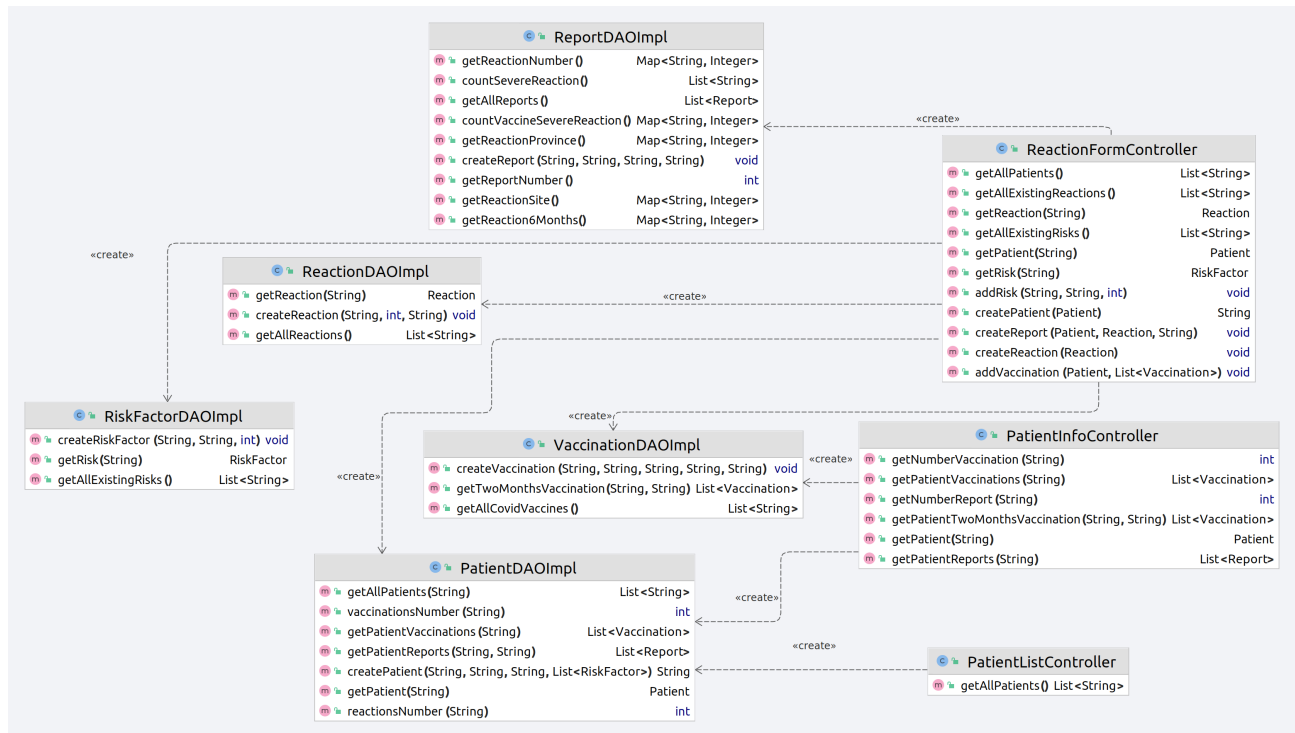 ReportDAOImpl
getReactionNumber() Map<String, Integer>
countSevereReaction() List<String>
getAllReports() List<Report>
countVaccineSevereReaction() Map<String, Integer>
getReactionProvince() Map<String, Integer>
createReport(String, String, String, String) void
getReportNumber() int
getReactionSite() Map<String, Integer>
getReaction6Months() Map<String, Integer>
«create»
ReactionFormController
getAllPatients() List<String>
getAllExistingReactions() List<String>
getReaction(String) Reaction
getAllExistingRisks() List<String>
getPatient(String) Patient
getRisk(String) RiskFactor
addRisk(String, String, int) void
createPatient(Patient) String
createReport(Patient, Reaction, String) void
createReaction(Reaction) void
addVaccination(Patient, List<Vaccination>) void
«create»
ReactionDAOImpl
getReaction(String) Reaction
createReaction(String, int, String) void
getAllReactions() List<String>
«create»
RiskFactorDAOImpl
createRiskFactor(String, String, int) void
getRisk(String) RiskFactor
getAllExistingRisks() List<String>
«create»
VaccinationDAOImpl
createVaccination(String, String, String, String, String) void
getTwoMonthsVaccination(String, String) List<Vaccination>
getAllCovidVaccines() List<String>
«create»
PatientInfoController
getNumberVaccination(String) int
getPatientVaccinations(String) List<Vaccination>
getNumberReport(String) int
getPatientTwoMonthsVaccination(String, String) List<Vaccination>
getPatient(String) Patient
getPatientReports(String) List<Report>
«create»
PatientDAOImpl
getAllPatients(String) List<String>
vaccinationsNumber(String) int
getPatientVaccinations(String) List<Vaccination>
getPatientReports(String, String) List<Report>
createPatient(String, String, String, List<RiskFactor>) String
getPatient(String) Patient
reactionsNumber(String) int
«create»
«create»
PatientListController
getAllPatients() List<String>